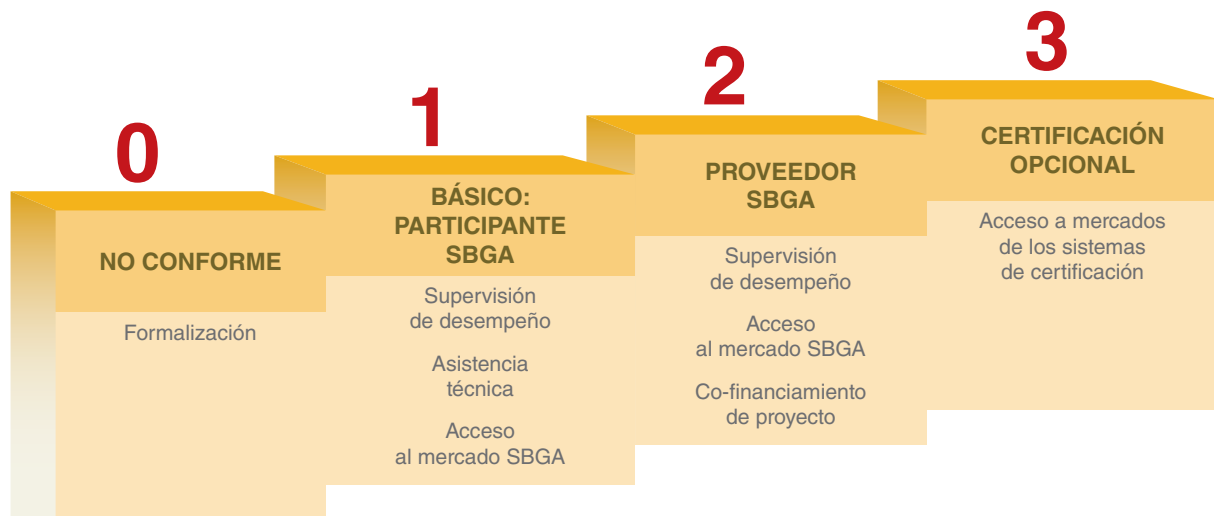 0
NO CONFORME
Formalización
1
BÁSICO:
PARTICIPANTE
SBGA
Supervisión
de desempeño
Asistencia
técnica
Acceso
al mercado SBGA
2
PROVEEDOR
SBGA
Supervisión
de desempeño
Acceso
al mercado SBGA
Co-financiamiento
de proyecto
3
CERTIFICACIÓN
OPCIONAL
Acceso a mercados
de los sistemas
de certificación